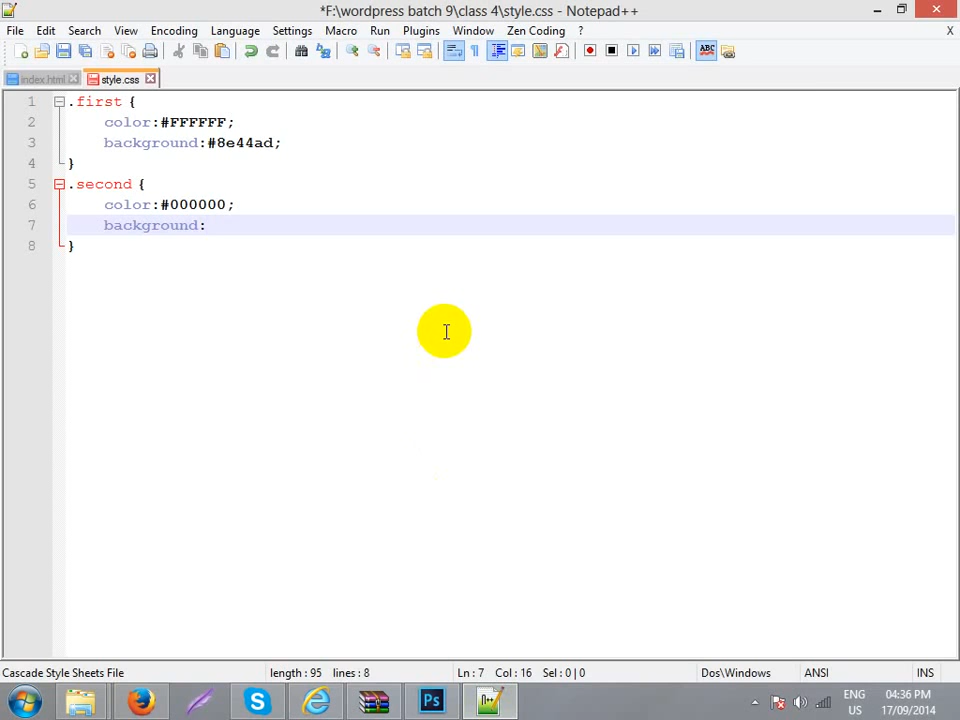 *F:\wordpress batch 9\class 4\style.css - Notepad++
File Edit Search View Encoding Language Settings Macro Run Plugins Window Zen Coding ? X
index.html style.css
1 .first {
2 color:#FFFFFF;
3 background:#8e44ad;
4 }
5 .second {
6 color:#000000;
7 background:
8 }
Cascade Style Sheets File length : 95 lines : 8 Ln : 7 Col : 16 Sel : 0 | 0 Dos\Windows ANSI INS
ENG 04:36 PM
US 17/09/2014